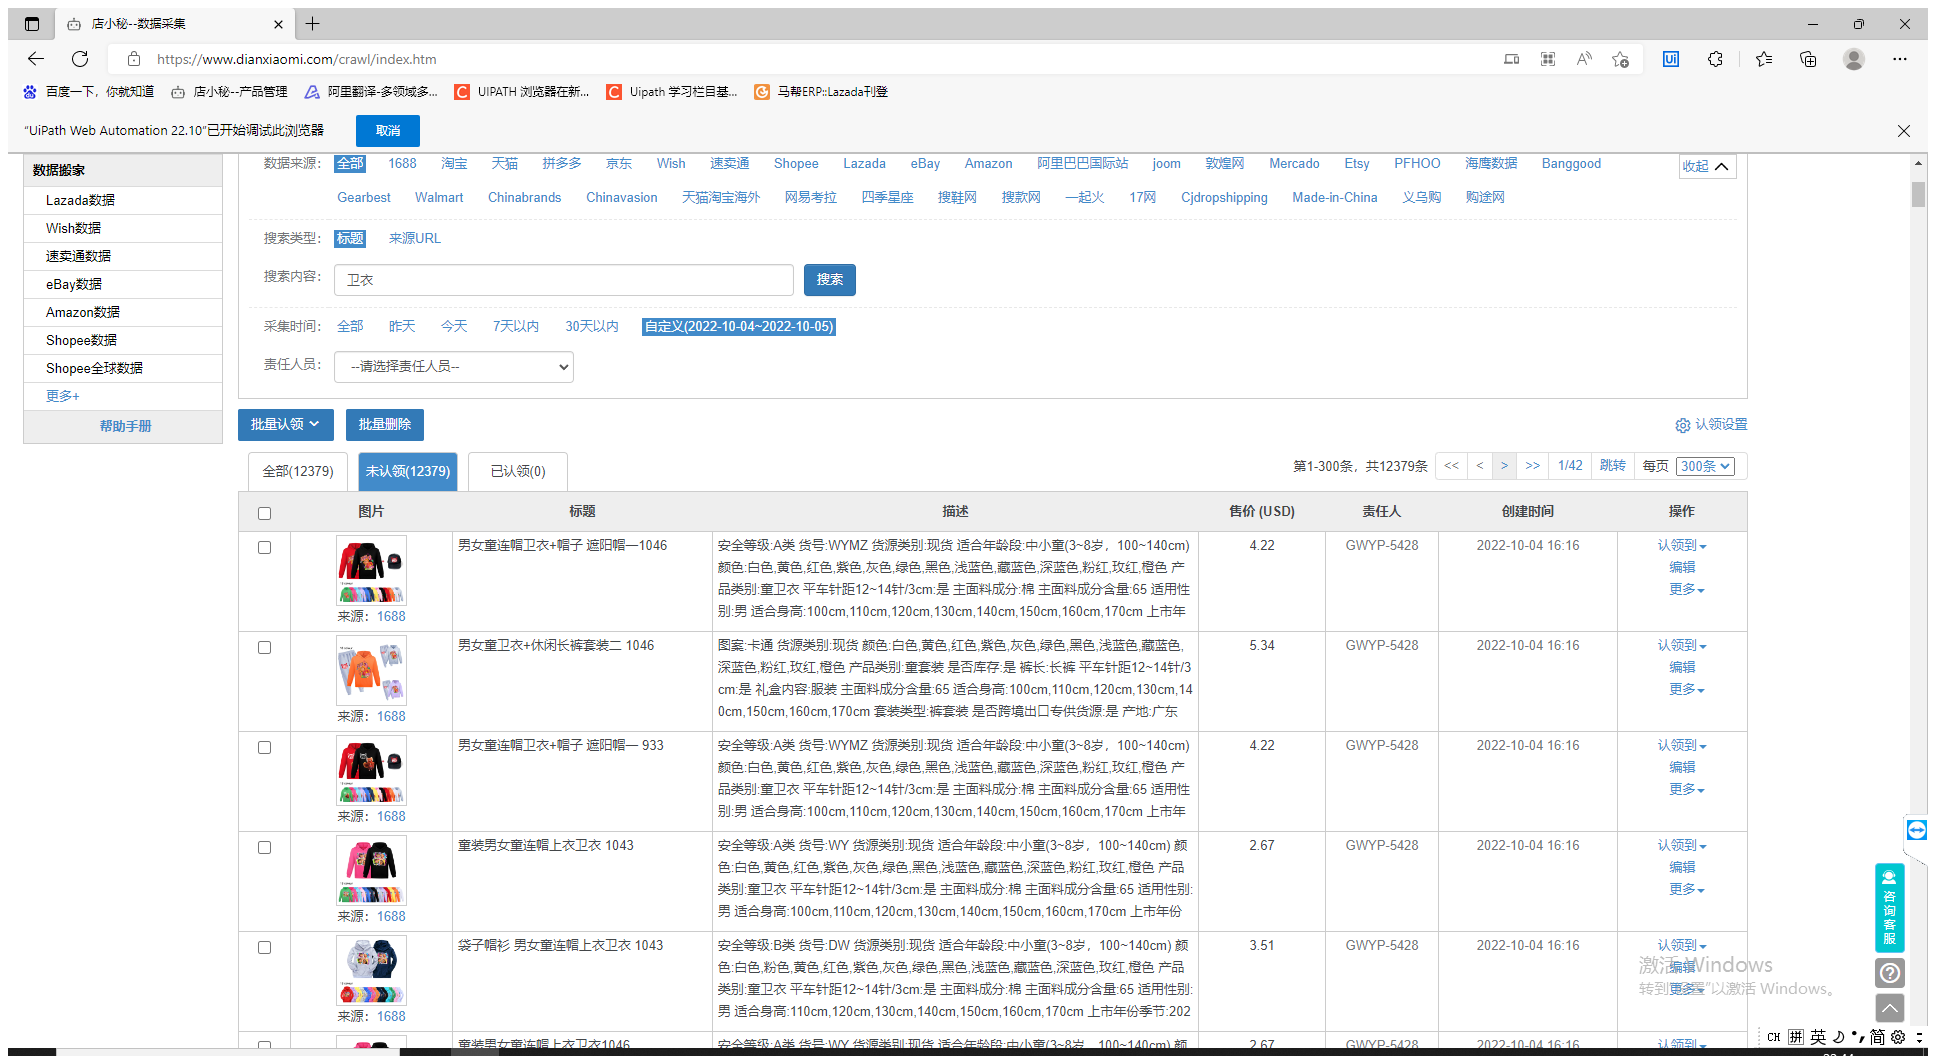 店小秘--数据采集
https://www.dianxiaomi.com/crawl/index.htm
百度一下，你就知道 店小秘--产品管理 阿里翻译-多领域多... UIPATH 浏览器在新... Uipath 学习栏目基... 马帮ERP::Lazada刊登
"UiPath Web Automation 22.10"已开始调试此浏览器 取消
数据搬家
Lazada数据
Wish数据
速卖通数据
eBay数据
Amazon数据
Shopee数据
Shopee全球数据
更多+
帮助手册
数据来源: 全部 1688 淘宝 天猫 拼多多 京东 Wish 速卖通 Shopee Lazada eBay Amazon 阿里巴巴国际站 joom 敦煌网 Mercado Etsy PFHOO 海鹰数据 Banggood 收起
Gearbest Walmart Chinabrands Chinavasion 天猫淘宝海外 网易考拉 四季星座 搜鞋网 搜款网 一起火 17网 Cjdropshipping Made-in-China 义乌购 购途网
搜索类型: 标题 来源URL
搜索内容: 卫衣 搜索
采集时间: 全部 昨天 今天 7天以内 30天以内 自定义(2022-10-04~2022-10-05)
责任人员: --请选择责任人员--
批量认领 批量删除 认领设置
全部(12379) 未认领(12379) 已认领(0) 第1-300条，共12379条 << < > >> 1/42 跳转 每页 300条
图片 标题 描述 售价 (USD) 责任人 创建时间 操作
男女童连帽卫衣+帽子 遮阳帽一1046 安全等级:A类 货号:WYMZ 货源类别:现货 适合年龄段:中小童(3~8岁，100~140cm) 4.22 GWYP-5428 2022-10-04 16:16 认领到
颜色:白色,黄色,红色,紫色,灰色,绿色,黑色,浅蓝色,藏蓝色,深蓝色,粉红,玫红,橙色 产 编辑
品类别:童卫衣 平车针距12~14针/3cm:是 主面料成分:棉 主面料成分含量:65 适用性 更多
别:男 适合身高:100cm,110cm,120cm,130cm,140cm,150cm,160cm,170cm 上市年
来源：1688
男女童卫衣+休闲长裤套装二 1046 图案:卡通 货源类别:现货 颜色:白色,黄色,红色,紫色,灰色,绿色,黑色,浅蓝色,藏蓝色, 5.34 GWYP-5428 2022-10-04 16:16 认领到
深蓝色,粉红,玫红,橙色 产品类别:童套装 是否库存:是 裤长:长裤 平车针距12~14针/3 编辑
cm:是 礼盒内容:服装 主面料成分含量:65 适合身高:100cm,110cm,120cm,130cm,14 更多
0cm,150cm,160cm,170cm 套装类型:裤套装 是否跨境出口专供货源:是 产地:广东
来源：1688
男女童连帽卫衣+帽子 遮阳帽一 933 安全等级:A类 货号:WYMZ 货源类别:现货 适合年龄段:中小童(3~8岁，100~140cm) 4.22 GWYP-5428 2022-10-04 16:16 认领到
颜色:白色,黄色,红色,紫色,灰色,绿色,黑色,浅蓝色,藏蓝色,深蓝色,粉红,玫红,橙色 产 编辑
品类别:童卫衣 平车针距12~14针/3cm:是 主面料成分:棉 主面料成分含量:65 适用性 更多
别:男 适合身高:100cm,110cm,120cm,130cm,140cm,150cm,160cm,170cm 上市年
来源：1688
童装男女童连帽上衣卫衣 1043 安全等级:A类 货号:WY 货源类别:现货 适合年龄段:中小童(3~8岁，100~140cm) 颜 2.67 GWYP-5428 2022-10-04 16:16 认领到
色:白色,黄色,红色,紫色,灰色,绿色,黑色,浅蓝色,藏蓝色,深蓝色,粉红,玫红,橙色 产品 编辑
类别:童卫衣 平车针距12~14针/3cm:是 主面料成分:棉 主面料成分含量:65 适用性别: 更多
男 适合身高:100cm,110cm,120cm,130cm,140cm,150cm,160cm,170cm 上市年份
来源：1688
袋子帽衫 男女童连帽上衣卫衣 1043 安全等级:B类 货号:DW 货源类别:现货 适合年龄段:中小童(3~8岁，100~140cm) 颜 3.51 GWYP-5428 2022-10-04 16:16 认领到
色:白色,粉色,黄色,红色,紫色,灰色,绿色,黑色,浅蓝色,藏蓝色,深蓝色,玫红,橙色 产品 编辑
类别:童卫衣 平车针距12~14针/3cm:是 主面料成分:棉 主面料成分含量:65 适用性别: 更多
男 适合身高:110cm,120cm,130cm,140cm,150cm,160cm,170cm 上市年份季节:202
来源：1688
童装男女童连帽上衣卫衣1046 安全等级:A类 货号:WY 货源类别:现货 适合年龄段:中小童(3~8岁，100~140cm) 颜 2.67 GWYP-5428 2022-10-04 16:16 认领到
咨询客服
激活 Windows
转到"设置"以激活 Windows。
CH 拼 英 简